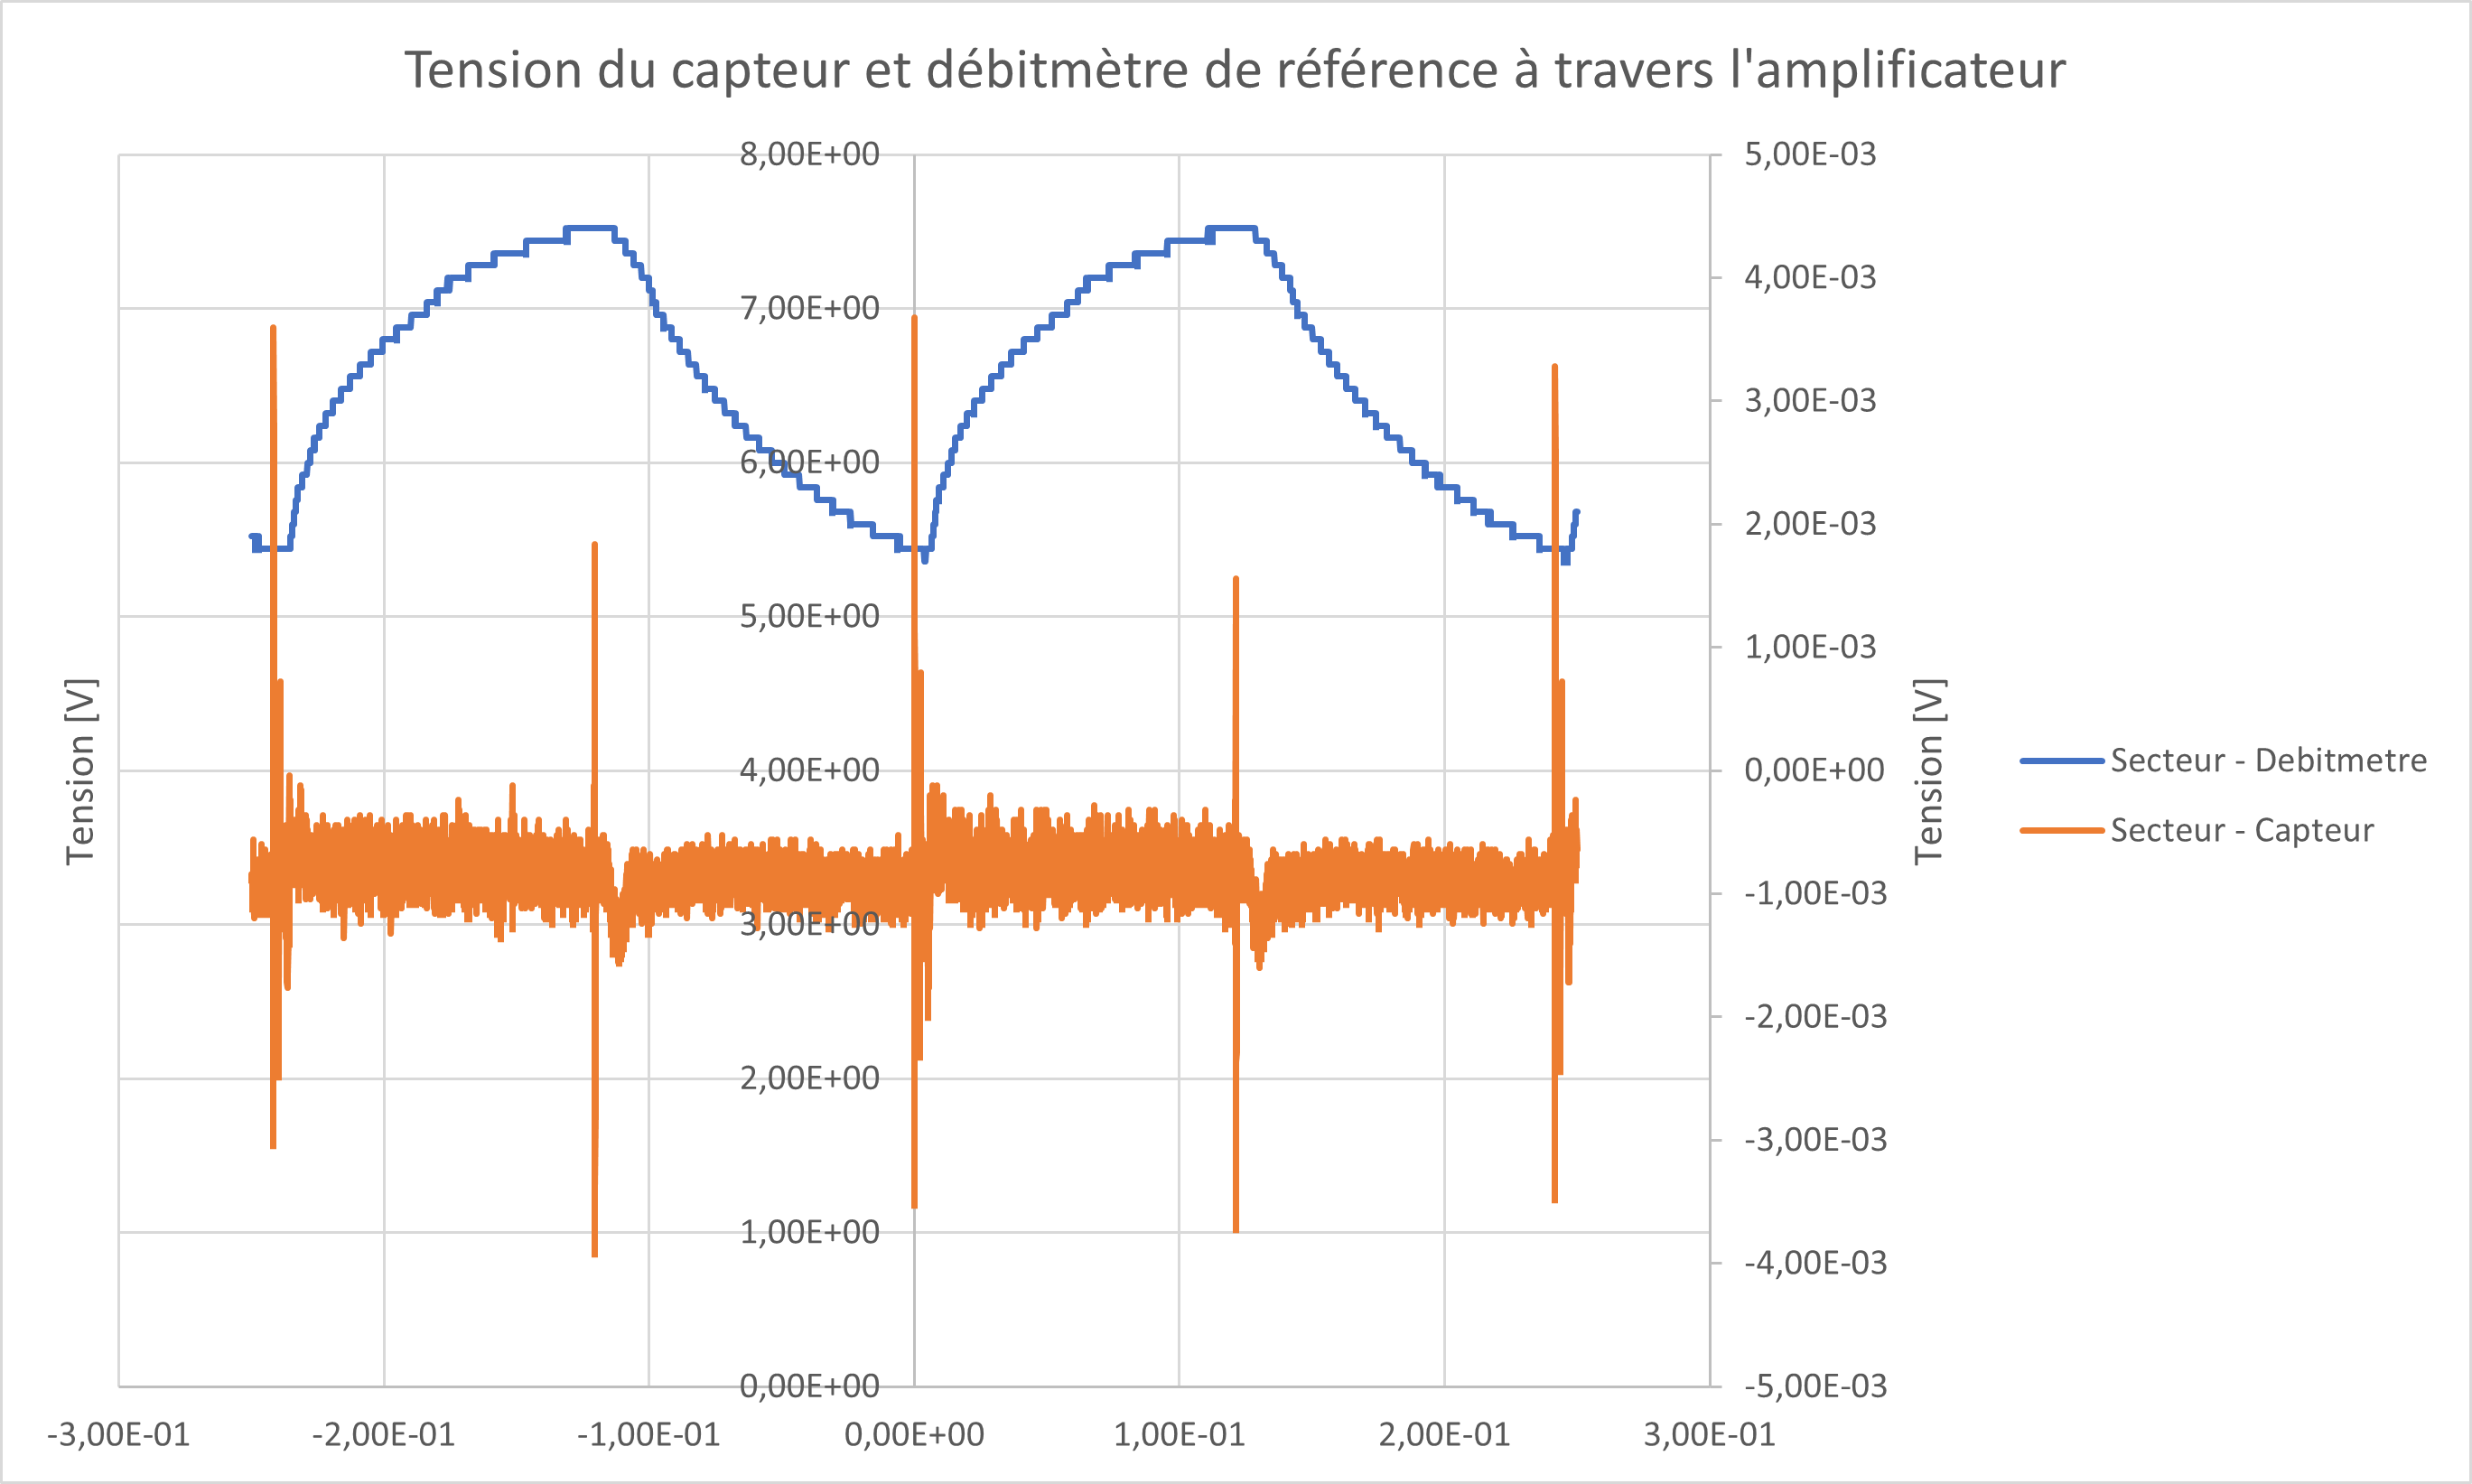 Tension du capteur et débitmètre de référence à travers l'amplificateur
8,00E+00
7,00E+00
6,00E+00
5,00E+00
4,00E+00
3,00E+00
2,00E+00
1,00E+00
0,00E+00
5,00E-03
4,00E-03
3,00E-03
2,00E-03
1,00E-03
0,00E+00
-1,00E-03
-2,00E-03
-3,00E-03
-4,00E-03
-5,00E-03
-3,00E-01
-2,00E-01
-1,00E-01
0,00E+00
1,00E-01
2,00E-01
3,00E-01
Tension [V]
Tension [V]
Secteur - Debitmetre
Secteur - Capteur